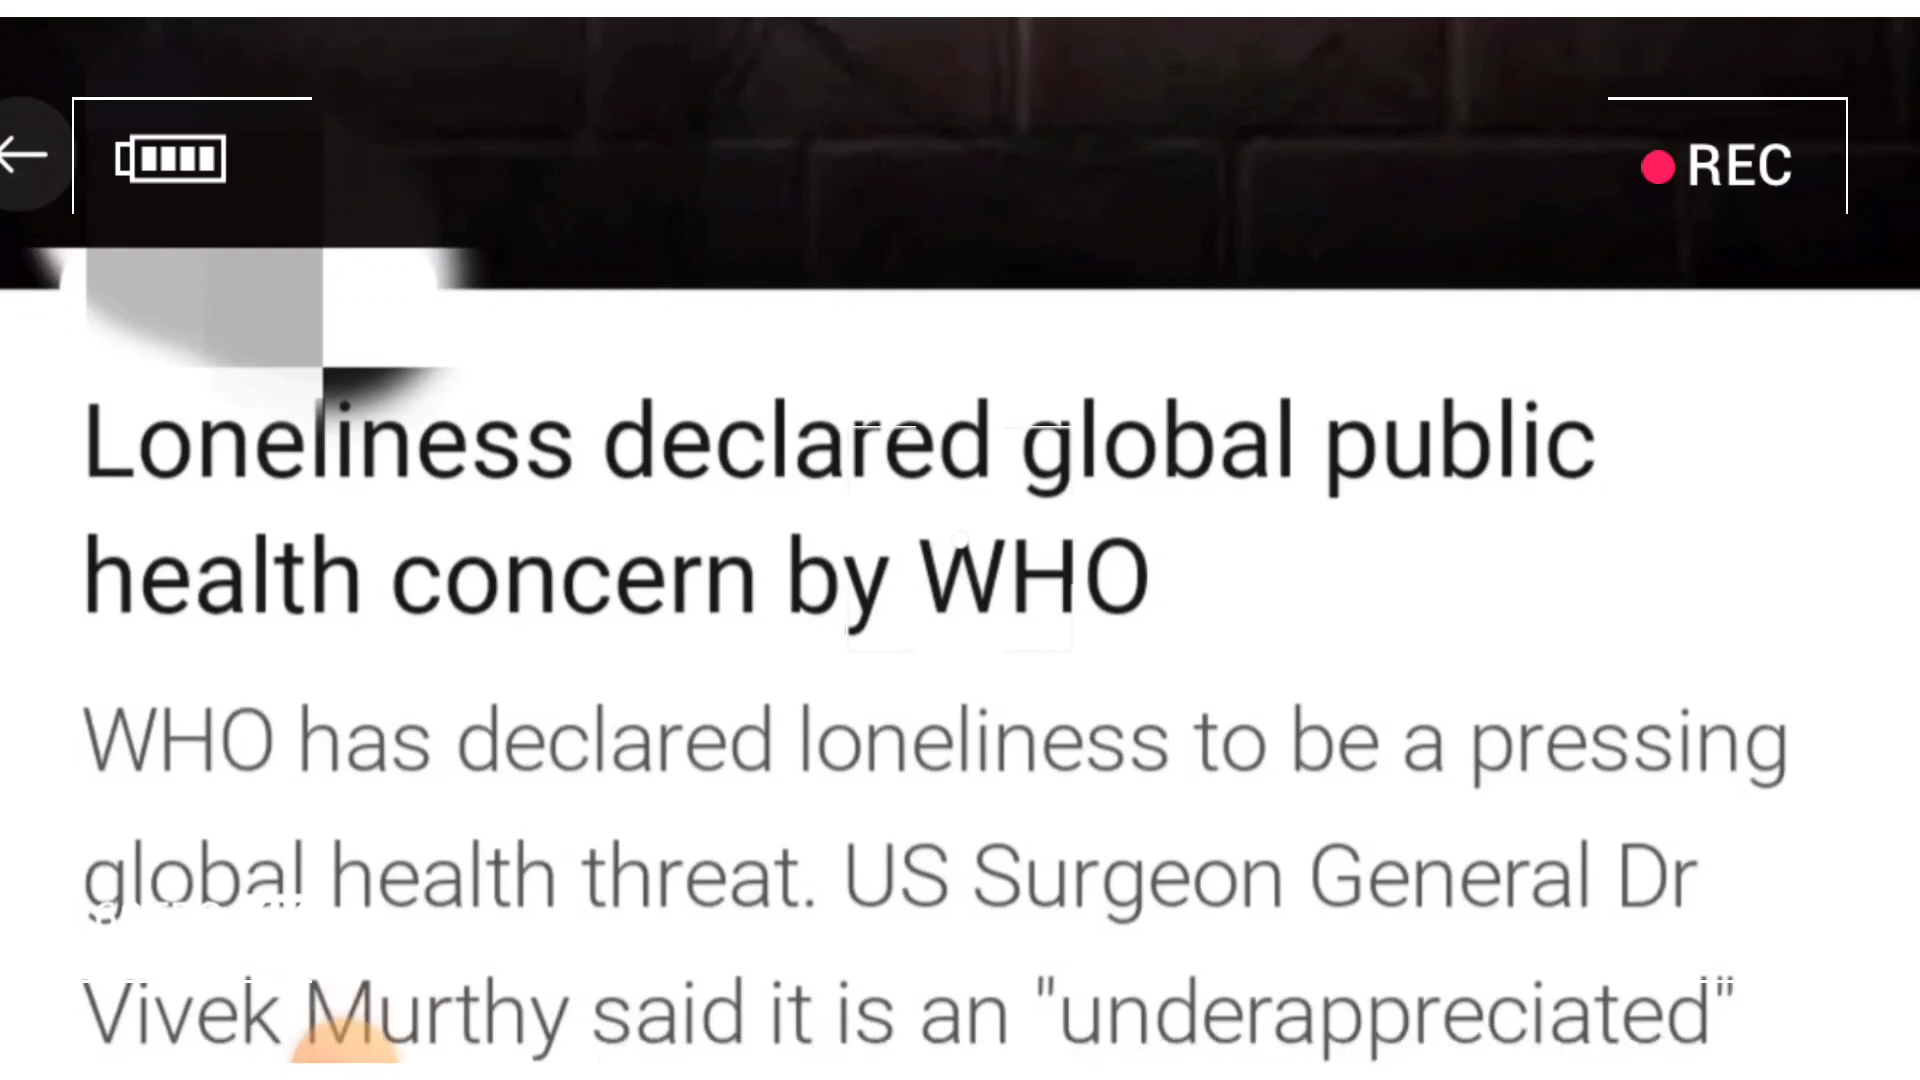 REC
Loneliness declared global public
health concern by WHO
WHO has declared loneliness to be a pressing
global health threat. US Surgeon General Dr
Vivek Murthy said it is an "underappreciated"